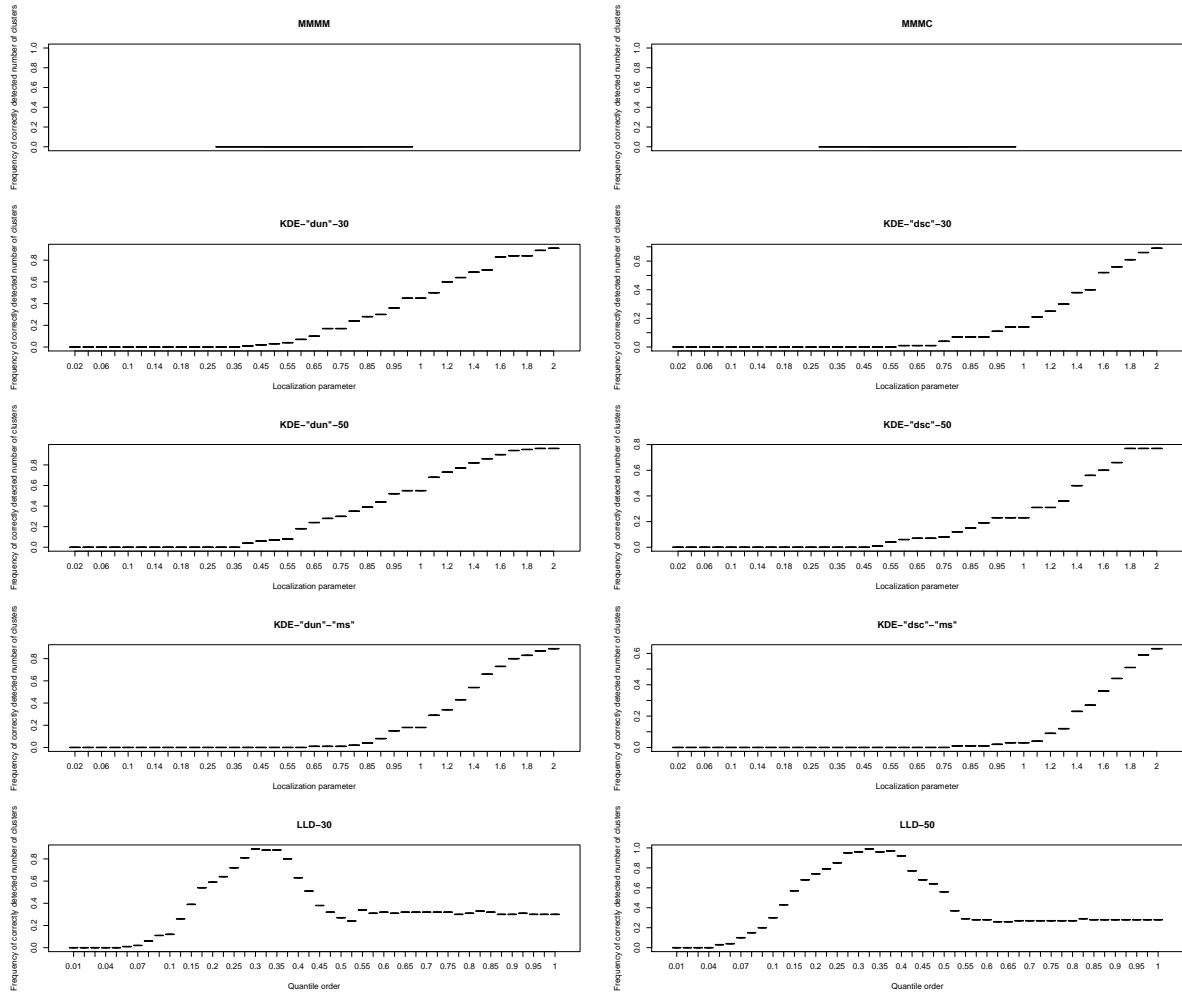 MMMM
Frequency of correctly detected number of clusters
0.0 0.2 0.4 0.6 0.8 1.0
MMMC
Frequency of correctly detected number of clusters
0.0 0.2 0.4 0.6 0.8 1.0
KDE−"dun"−30
Frequency of correctly detected number of clusters
0.0 0.2 0.4 0.6 0.8
0.02 0.06 0.1 0.14 0.18 0.25 0.35 0.45 0.55 0.65 0.75 0.85 0.95 1 1.2 1.4 1.6 1.8 2
Localization parameter
KDE−"dsc"−30
Frequency of correctly detected number of clusters
0.0 0.2 0.4 0.6
0.02 0.06 0.1 0.14 0.18 0.25 0.35 0.45 0.55 0.65 0.75 0.85 0.95 1 1.2 1.4 1.6 1.8 2
Localization parameter
KDE−"dun"−50
Frequency of correctly detected number of clusters
0.0 0.2 0.4 0.6 0.8
0.02 0.06 0.1 0.14 0.18 0.25 0.35 0.45 0.55 0.65 0.75 0.85 0.95 1 1.2 1.4 1.6 1.8 2
Localization parameter
KDE−"dsc"−50
Frequency of correctly detected number of clusters
0.0 0.2 0.4 0.6 0.8
0.02 0.06 0.1 0.14 0.18 0.25 0.35 0.45 0.55 0.65 0.75 0.85 0.95 1 1.2 1.4 1.6 1.8 2
Localization parameter
KDE−"dun"−"ms"
Frequency of correctly detected number of clusters
0.0 0.2 0.4 0.6 0.8
0.02 0.06 0.1 0.14 0.18 0.25 0.35 0.45 0.55 0.65 0.75 0.85 0.95 1 1.2 1.4 1.6 1.8 2
Localization parameter
KDE−"dsc"−"ms"
Frequency of correctly detected number of clusters
0.0 0.2 0.4 0.6
0.02 0.06 0.1 0.14 0.18 0.25 0.35 0.45 0.55 0.65 0.75 0.85 0.95 1 1.2 1.4 1.6 1.8 2
Localization parameter
LLD−30
Frequency of correctly detected number of clusters
0.0 0.2 0.4 0.6 0.8
0.01 0.04 0.07 0.1 0.15 0.2 0.25 0.3 0.35 0.4 0.45 0.5 0.55 0.6 0.65 0.7 0.75 0.8 0.85 0.9 0.95 1
Quantile order
LLD−50
Frequency of correctly detected number of clusters
0.0 0.2 0.4 0.6 0.8 1.0
0.01 0.04 0.07 0.1 0.15 0.2 0.25 0.3 0.35 0.4 0.45 0.5 0.55 0.6 0.65 0.7 0.75 0.8 0.85 0.9 0.95 1
Quantile order